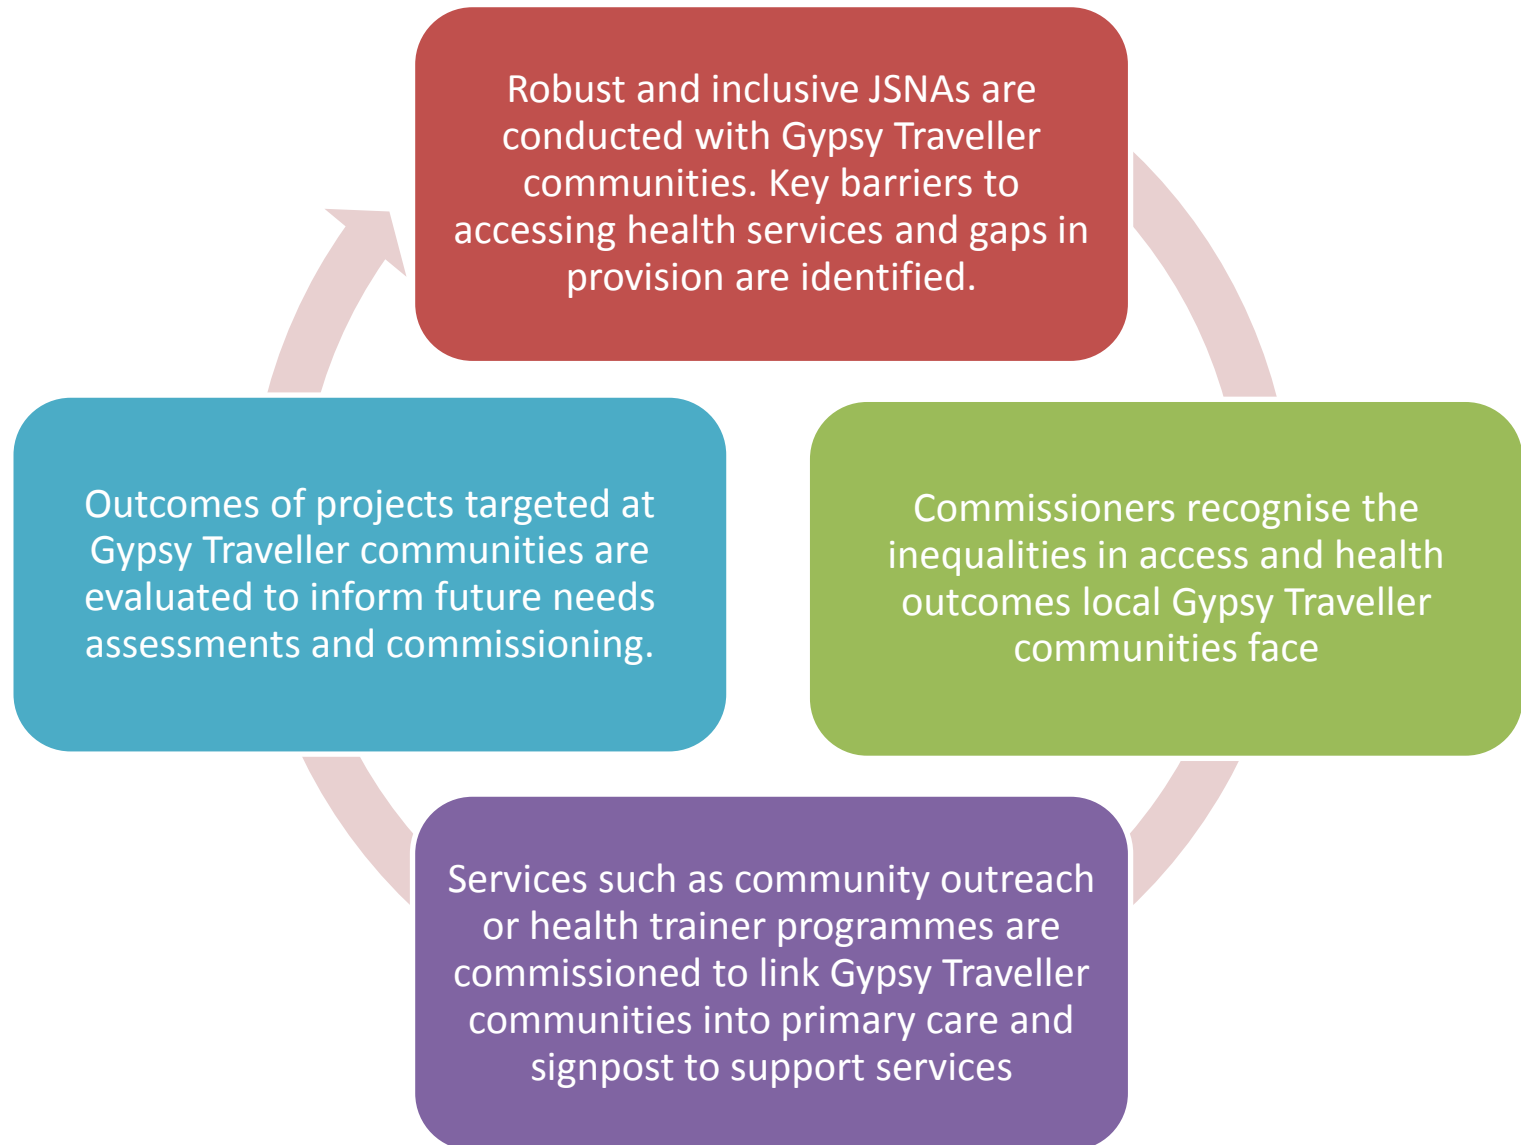 Robust and inclusive JSNAs are
conducted with Gypsy Traveller
communities. Key barriers to
accessing health services and gaps in
provision are identified.
Commissioners recognise the
inequalities in access and health
outcomes local Gypsy Traveller
communities face
Services such as community outreach
or health trainer programmes are
commissioned to link Gypsy Traveller
communities into primary care and
signpost to support services
Outcomes of projects targeted at
Gypsy Traveller communities are
evaluated to inform future needs
assessments and commissioning.